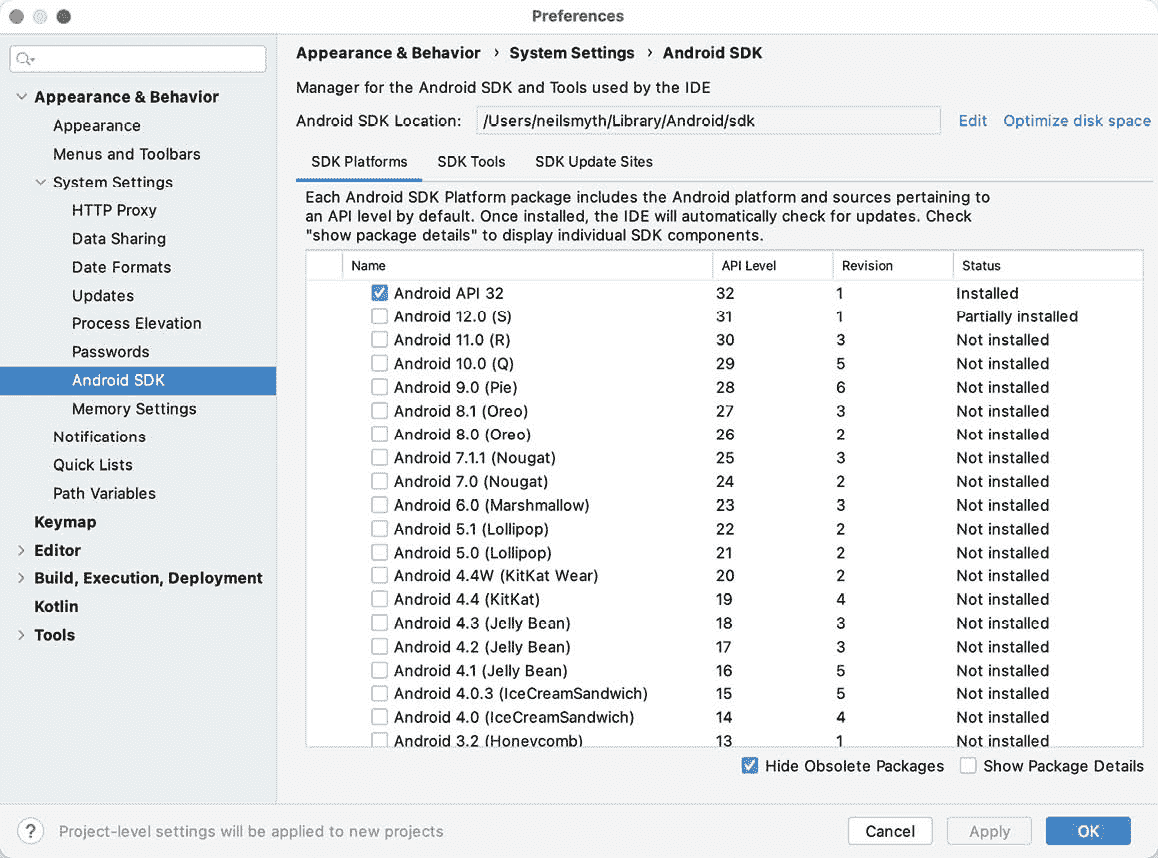 Preferences
Appearance & Behavior
Appearance
Menus and Toolbars
System Settings
HTTP Proxy
Data Sharing
Date Formats
Updates
Process Elevation
Passwords
Android SDK
Memory Settings
Notifications
Quick Lists
Path Variables
Keymap
Editor
Build, Execution, Deployment
Kotlin
Tools
Appearance & Behavior › System Settings › Android SDK
Manager for the Android SDK and Tools used by the IDE
Android SDK Location: /Users/neilsmyth/Library/Android/sdk Edit Optimize disk space
SDK Platforms SDK Tools SDK Update Sites
Each Android SDK Platform package includes the Android platform and sources pertaining to
an API level by default. Once installed, the IDE will automatically check for updates. Check
"show package details" to display individual SDK components.
Name API Level Revision Status
Android API 32 32 1 Installed
Android 12.0 (S) 31 1 Partially installed
Android 11.0 (R) 30 3 Not installed
Android 10.0 (Q) 29 5 Not installed
Android 9.0 (Pie) 28 6 Not installed
Android 8.1 (Oreo) 27 3 Not installed
Android 8.0 (Oreo) 26 2 Not installed
Android 7.1.1 (Nougat) 25 3 Not installed
Android 7.0 (Nougat) 24 2 Not installed
Android 6.0 (Marshmallow) 23 3 Not installed
Android 5.1 (Lollipop) 22 2 Not installed
Android 5.0 (Lollipop) 21 2 Not installed
Android 4.4W (KitKat Wear) 20 2 Not installed
Android 4.4 (KitKat) 19 4 Not installed
Android 4.3 (Jelly Bean) 18 3 Not installed
Android 4.2 (Jelly Bean) 17 3 Not installed
Android 4.1 (Jelly Bean) 16 5 Not installed
Android 4.0.3 (IceCreamSandwich) 15 5 Not installed
Android 4.0 (IceCreamSandwich) 14 4 Not installed
Android 3.2 (Honeycomb) 13 1 Not installed
Hide Obsolete Packages Show Package Details
? Project-level settings will be applied to new projects
Cancel Apply OK